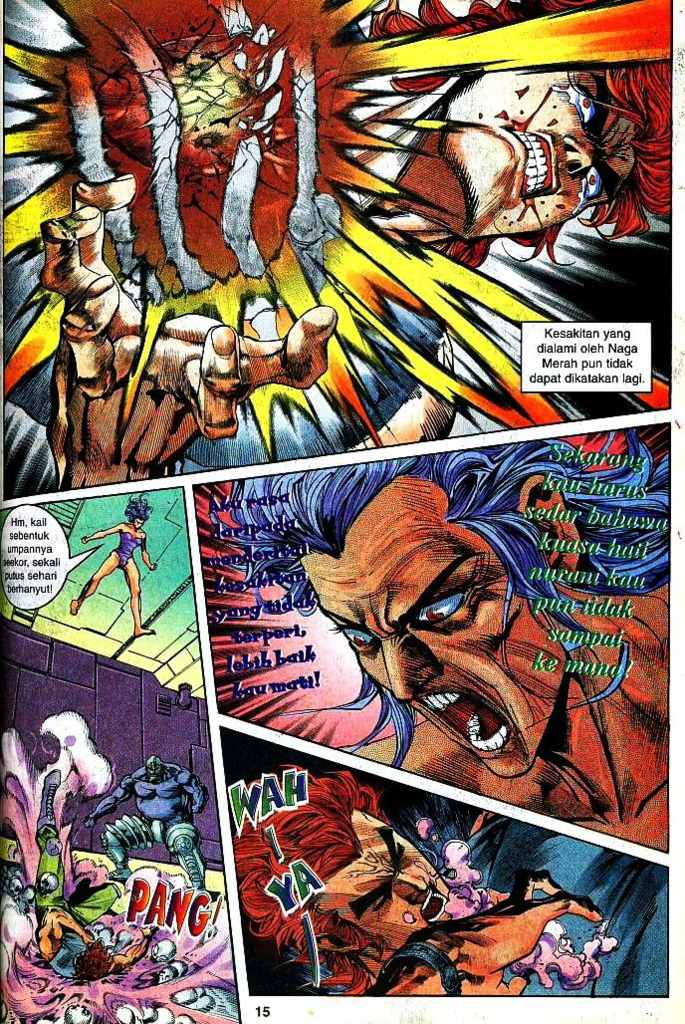 Kesakitan yang
dialami oleh Naga
Merah pun tidak
dapat dikatakan lagi.
Hm, kail
sebentuk
umpannya
seekor, sekali
putus sehari
berhanyut!
Aku rasa
daripada
menderita
kesakitan
yang tidak
terperi,
lebih baik
kau mati!
Sekarang
kau harus
sedar bahawa
kuasa hati
nurani kau
pun tidak
sampai
ke mana!
PANG!
WAH
!
YA
!
15